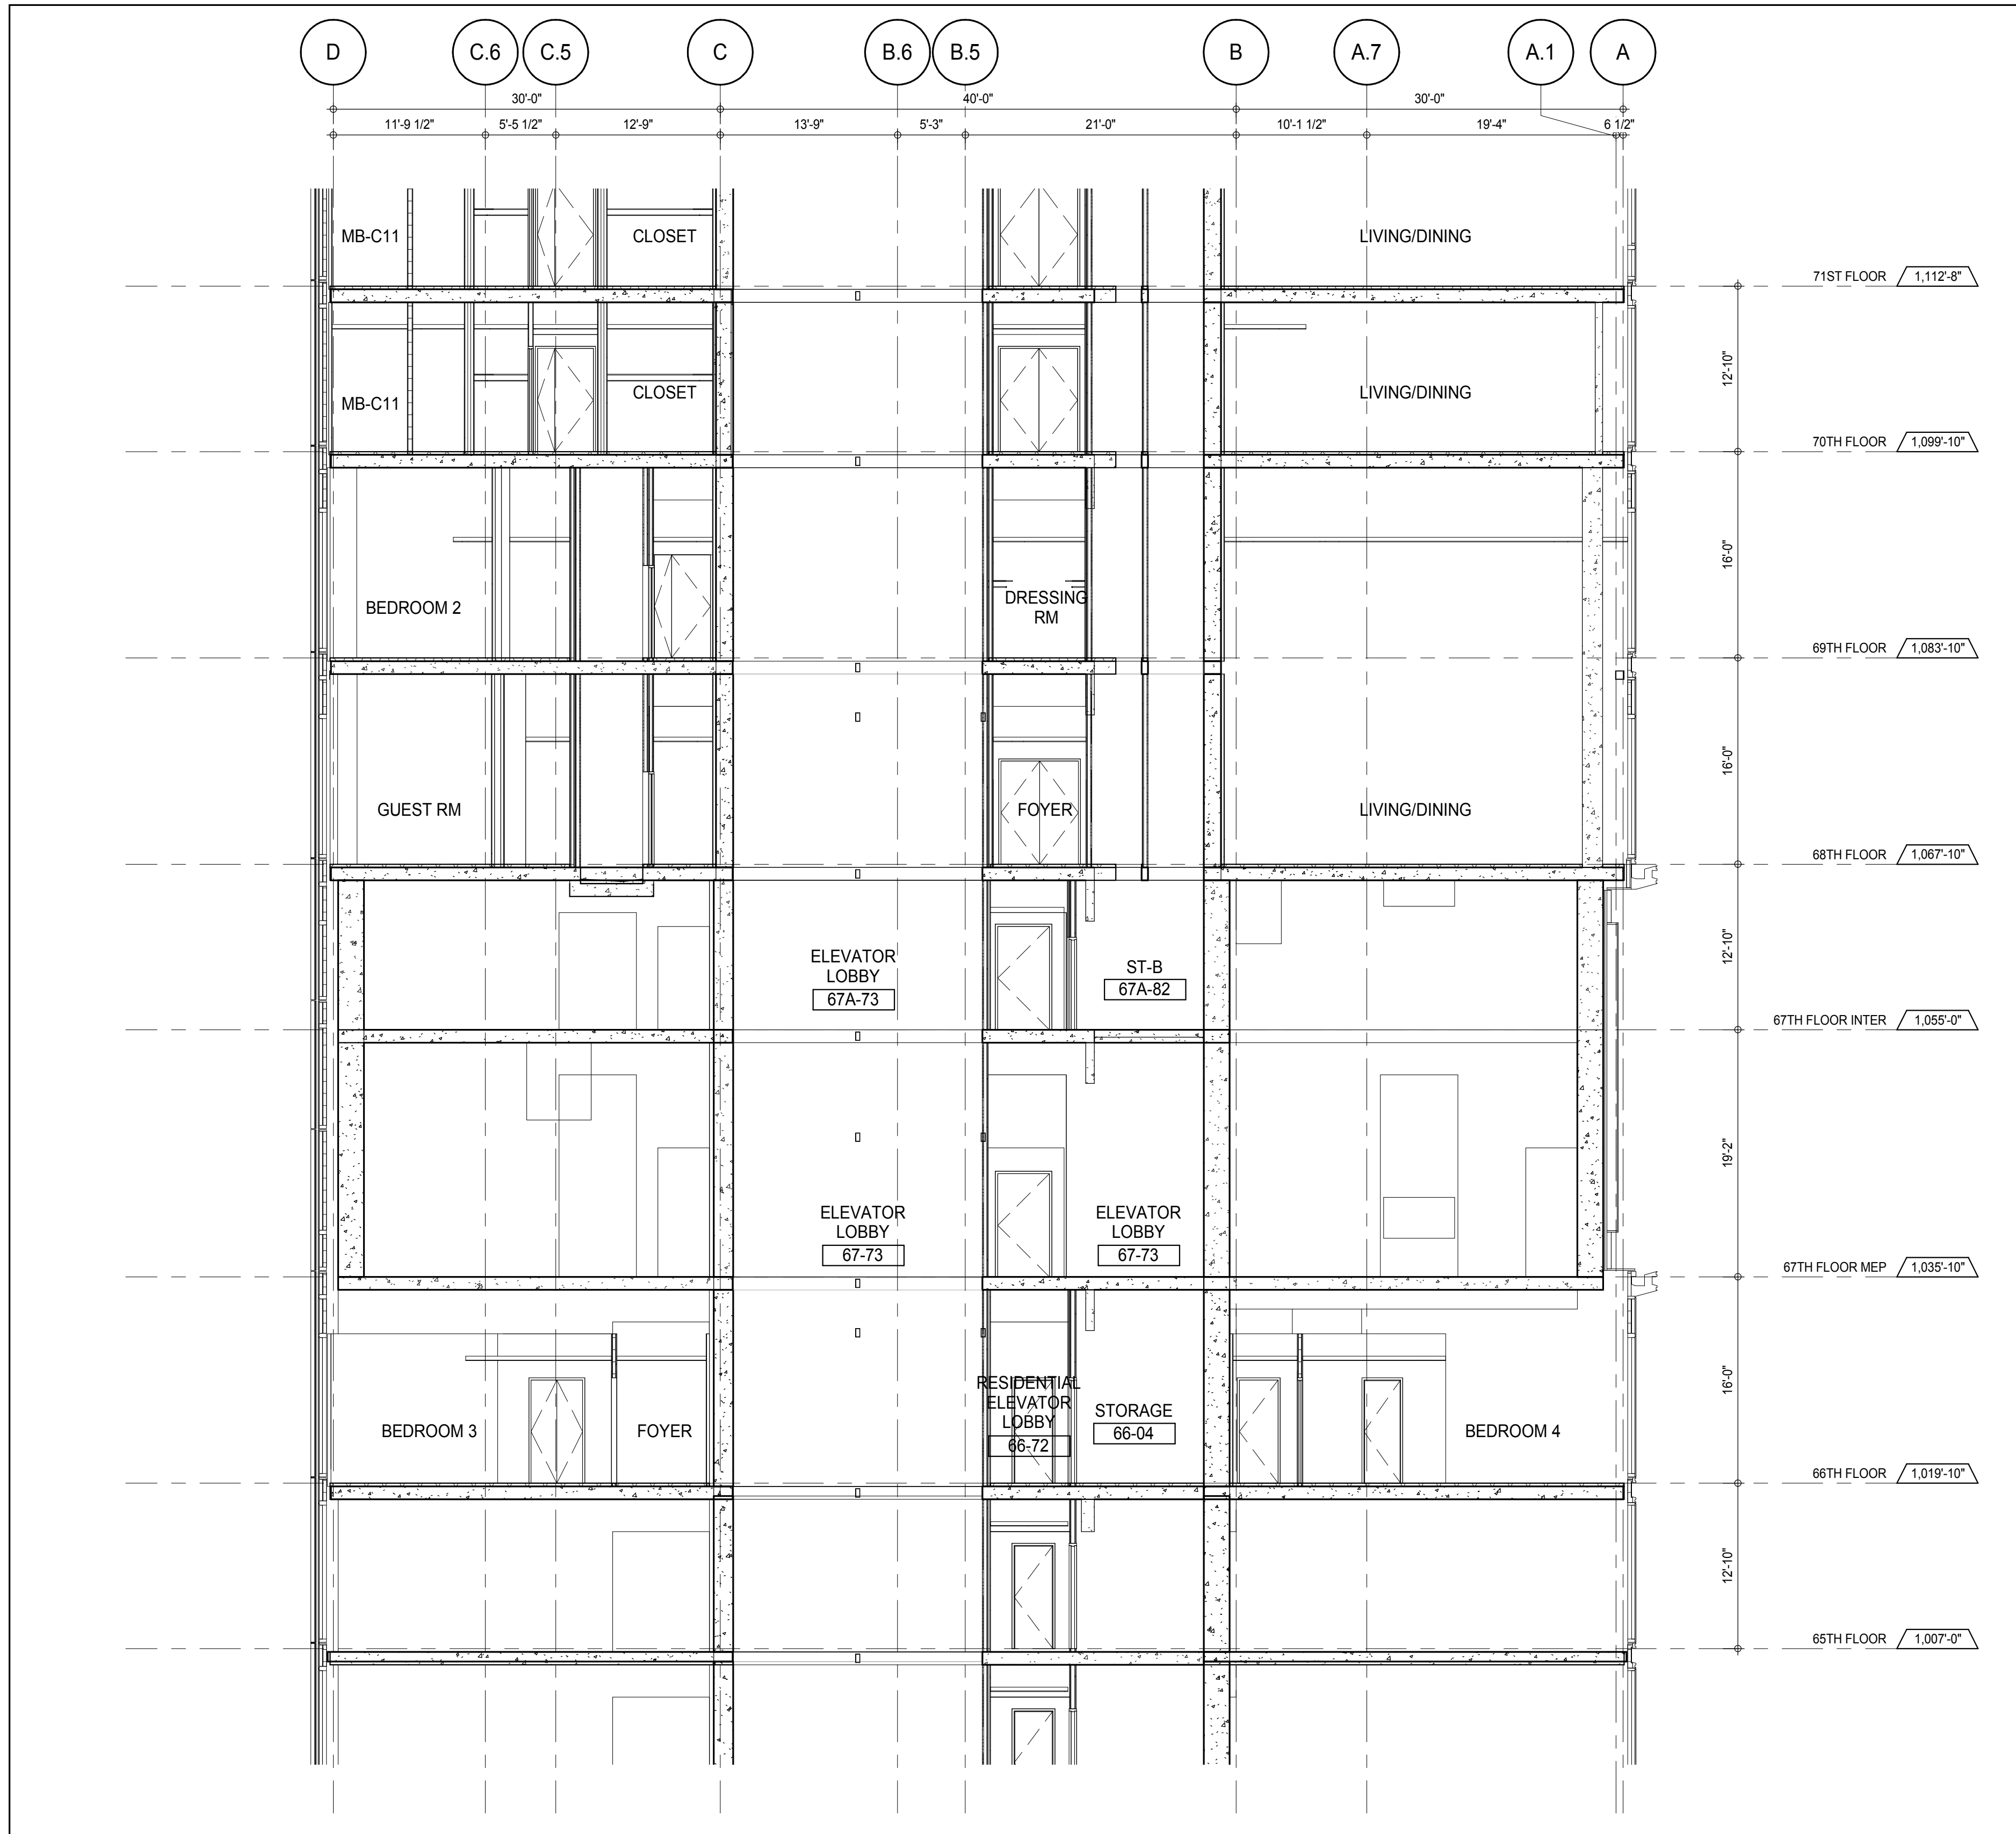 D C.6 C.5 C B.6 B.5 B A.7 A.1 A
30'-0" 40'-0" 30'-0"
11'-9 1/2" 5'-5 1/2" 12'-9" 13'-9" 5'-3" 21'-0" 10'-1 1/2" 19'-4" 6 1/2"
MB-C11 CLOSET LIVING/DINING
71ST FLOOR 1,112'-8"
12'-10"
MB-C11 CLOSET LIVING/DINING
70TH FLOOR 1,099'-10"
16'-0"
BEDROOM 2
DRESSING
RM
69TH FLOOR 1,083'-10"
16'-0"
GUEST RM FOYER LIVING/DINING
68TH FLOOR 1,067'-10"
12'-10"
ELEVATOR
LOBBY
67A-73
ST-B
67A-82
67TH FLOOR INTER 1,055'-0"
19'-2"
ELEVATOR
LOBBY
67-73
ELEVATOR
LOBBY
67-73
67TH FLOOR MEP 1,035'-10"
16'-0"
BEDROOM 3 FOYER
RESIDENTIAL
ELEVATOR
LOBBY
66-72
STORAGE
66-04
BEDROOM 4
66TH FLOOR 1,019'-10"
12'-10"
65TH FLOOR 1,007'-0"